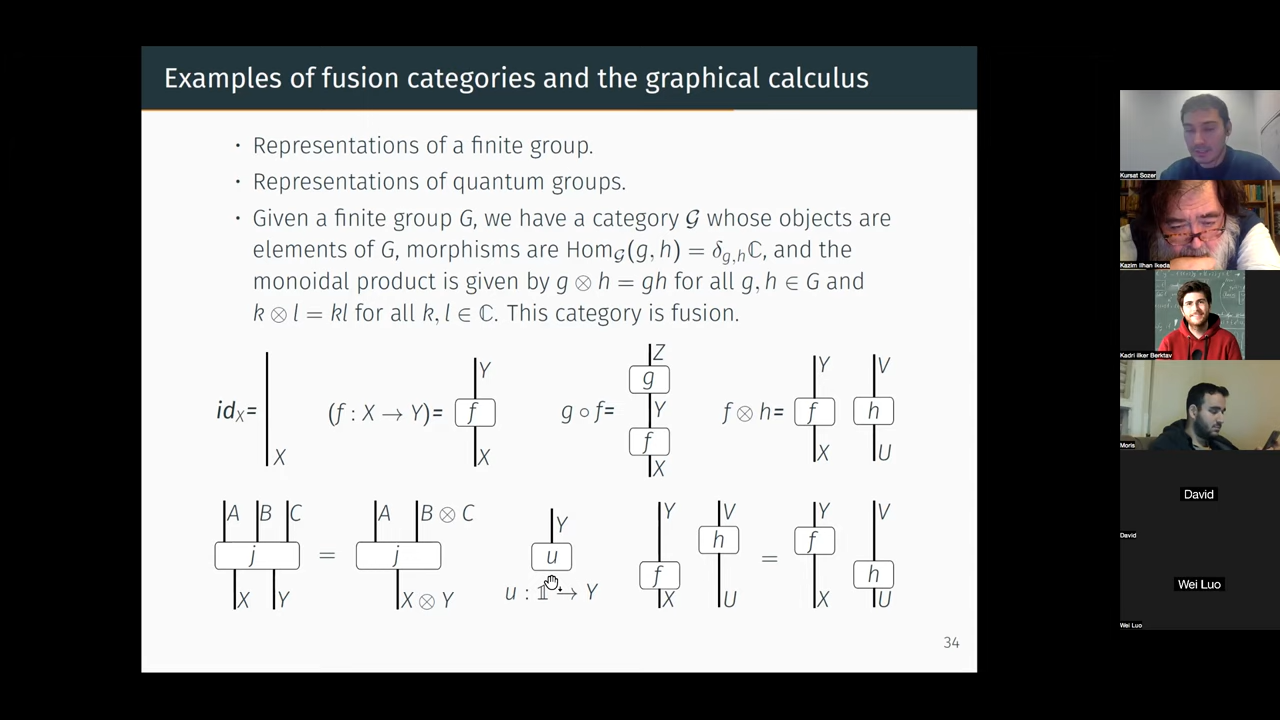 Examples of fusion categories and the graphical calculus
· Representations of a finite group.
· Representations of quantum groups.
· Given a finite group G, we have a category 𝒢 whose objects are
elements of G, morphisms are Hom𝒢(g, h) = δg,hℂ, and the
monoidal product is given by g ⊗ h = gh for all g, h ∈ G and
k ⊗ l = kl for all k, l ∈ ℂ. This category is fusion.
idX= X
(f : X → Y)= Y f X
g ∘ f= Z g Y f X
f ⊗ h= Y f X V h U
A B C j X Y = A B ⊗ C j X ⊗ Y
Y u
u : 𝟙 → Y
Y f X V h U = Y f X V h U
34
Kursat Sozer
Kazim Ilhan Ikeda
Kadri ilker Berktav
Moris
David
David
Wei Luo
Wei Luo